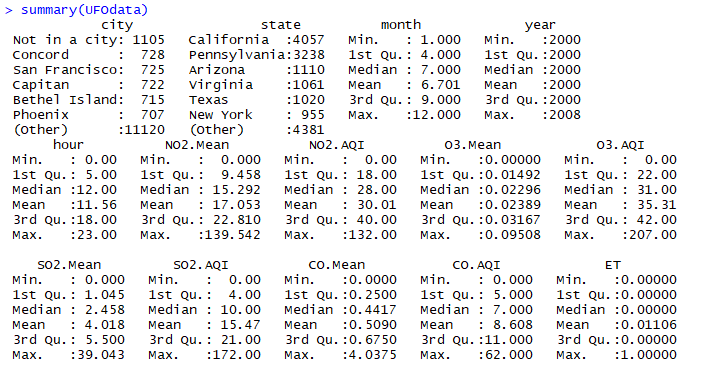 > summary(UFOdata)
city state month year
Not in a city: 1105 California :4057 Min. : 1.000 Min. :2000
Concord : 728 Pennsylvania:3238 1st Qu.: 4.000 1st Qu.:2000
San Francisco: 725 Arizona :1110 Median : 7.000 Median :2000
Capitan : 722 Virginia :1061 Mean : 6.701 Mean :2000
Bethel Island: 715 Texas :1020 3rd Qu.: 9.000 3rd Qu.:2000
Phoenix : 707 New York : 955 Max. :12.000 Max. :2008
(Other) :11120 (Other) :4381
hour NO2.Mean NO2.AQI O3.Mean O3.AQI
Min. : 0.00 Min. : 0.000 Min. : 0.00 Min. :0.00000 Min. : 0.00
1st Qu.: 5.00 1st Qu.: 9.458 1st Qu.: 18.00 1st Qu.:0.01492 1st Qu.: 22.00
Median :12.00 Median : 15.292 Median : 28.00 Median :0.02296 Median : 31.00
Mean :11.56 Mean : 17.053 Mean : 30.01 Mean :0.02389 Mean : 35.31
3rd Qu.:18.00 3rd Qu.: 22.810 3rd Qu.: 40.00 3rd Qu.:0.03167 3rd Qu.: 42.00
Max. :23.00 Max. :139.542 Max. :132.00 Max. :0.09508 Max. :207.00
SO2.Mean SO2.AQI CO.Mean CO.AQI ET
Min. : 0.000 Min. : 0.00 Min. :0.0000 Min. : 0.000 Min. :0.00000
1st Qu.: 1.045 1st Qu.: 4.00 1st Qu.:0.2500 1st Qu.: 5.000 1st Qu.:0.00000
Median : 2.458 Median : 10.00 Median :0.4417 Median : 7.000 Median :0.00000
Mean : 4.018 Mean : 15.47 Mean :0.5090 Mean : 8.608 Mean :0.01106
3rd Qu.: 5.500 3rd Qu.: 21.00 3rd Qu.:0.6750 3rd Qu.:11.000 3rd Qu.:0.00000
Max. :39.043 Max. :172.00 Max. :4.0375 Max. :62.000 Max. :1.00000